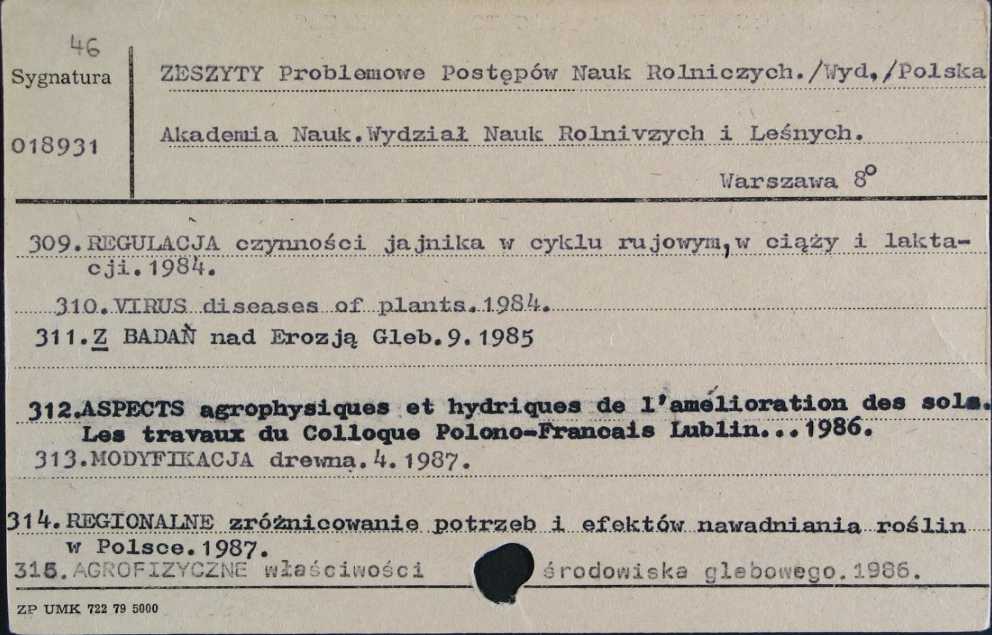 46
Sygnatura
018931
ZESZYTY Problemowe Postępów Nauk Rolniczych./Wyd./Polska
Akademia Nauk.Wydział Nauk Rolnivzych i Leśnych.
Warszawa 8°
309.REGULACJA czynności jajnika w cyklu rujowym,w ciąży i lakta-
cji.1984.
310.VIRUS diseases of plants.1984.
311.Z BADAŃ nad Erozją Gleb.9.1985
312.ASPECTS agrophysiques et hydriques de l'amélioration des sols.
Les travaux du Colloque Polono-Francais Lublin...1986.
313.MODYFIKACJA drewna.4.1987.
314.REGIONALNE zróżnicowanie potrzeb i efektów nawadniania roślin
w Polsce.1987.
315.AGROFIZYCZNE właściwości środowiska glebowego.1986.
ZP UMK 722 79 5000